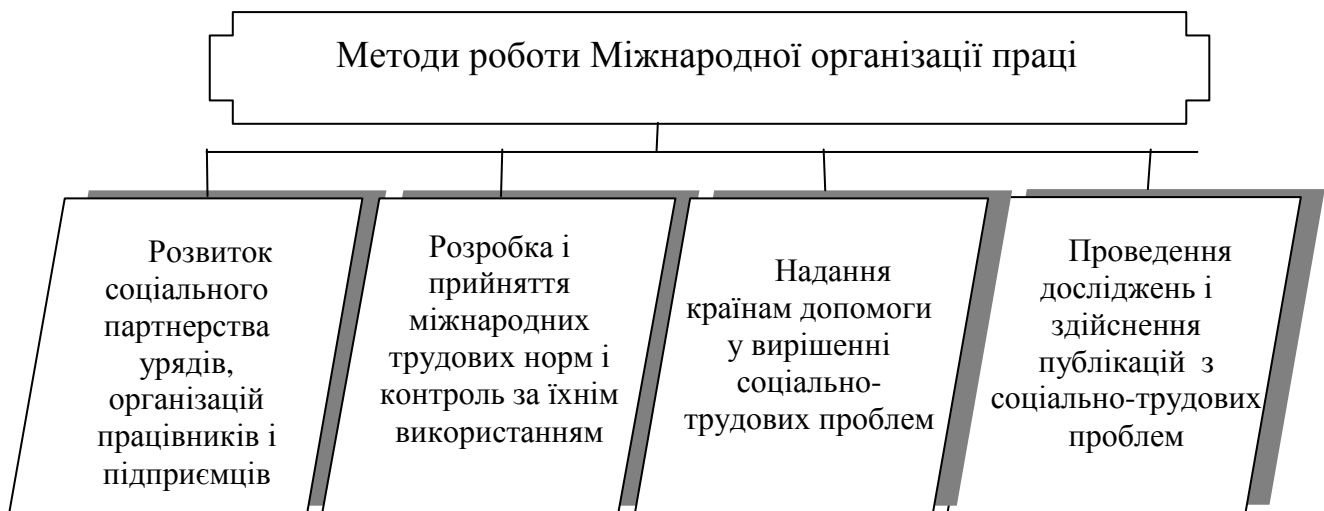 Методи роботи Міжнародної організації праці
Розвиток
соціального
партнерства
урядів,
організацій
працівників і
підприємців
Розробка і
прийняття
міжнародних
трудових норм і
контроль за їхнім
використанням
Надання
країнам допомоги
у вирішенні
соціально-
трудових проблем
Проведення
досліджень і
здійснення
публікацій з
соціально-трудових
проблем